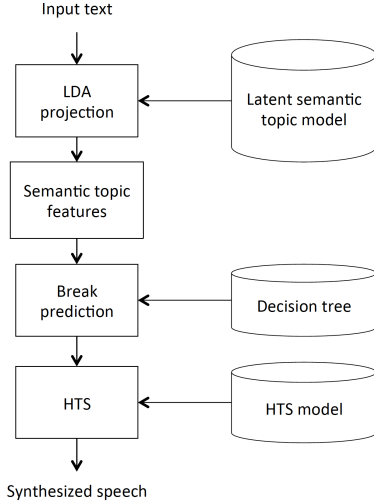 Input text
LDA
projection
Latent semantic
topic model
Semantic topic
features
Break
prediction
Decision tree
HTS
HTS model
Synthesized speech